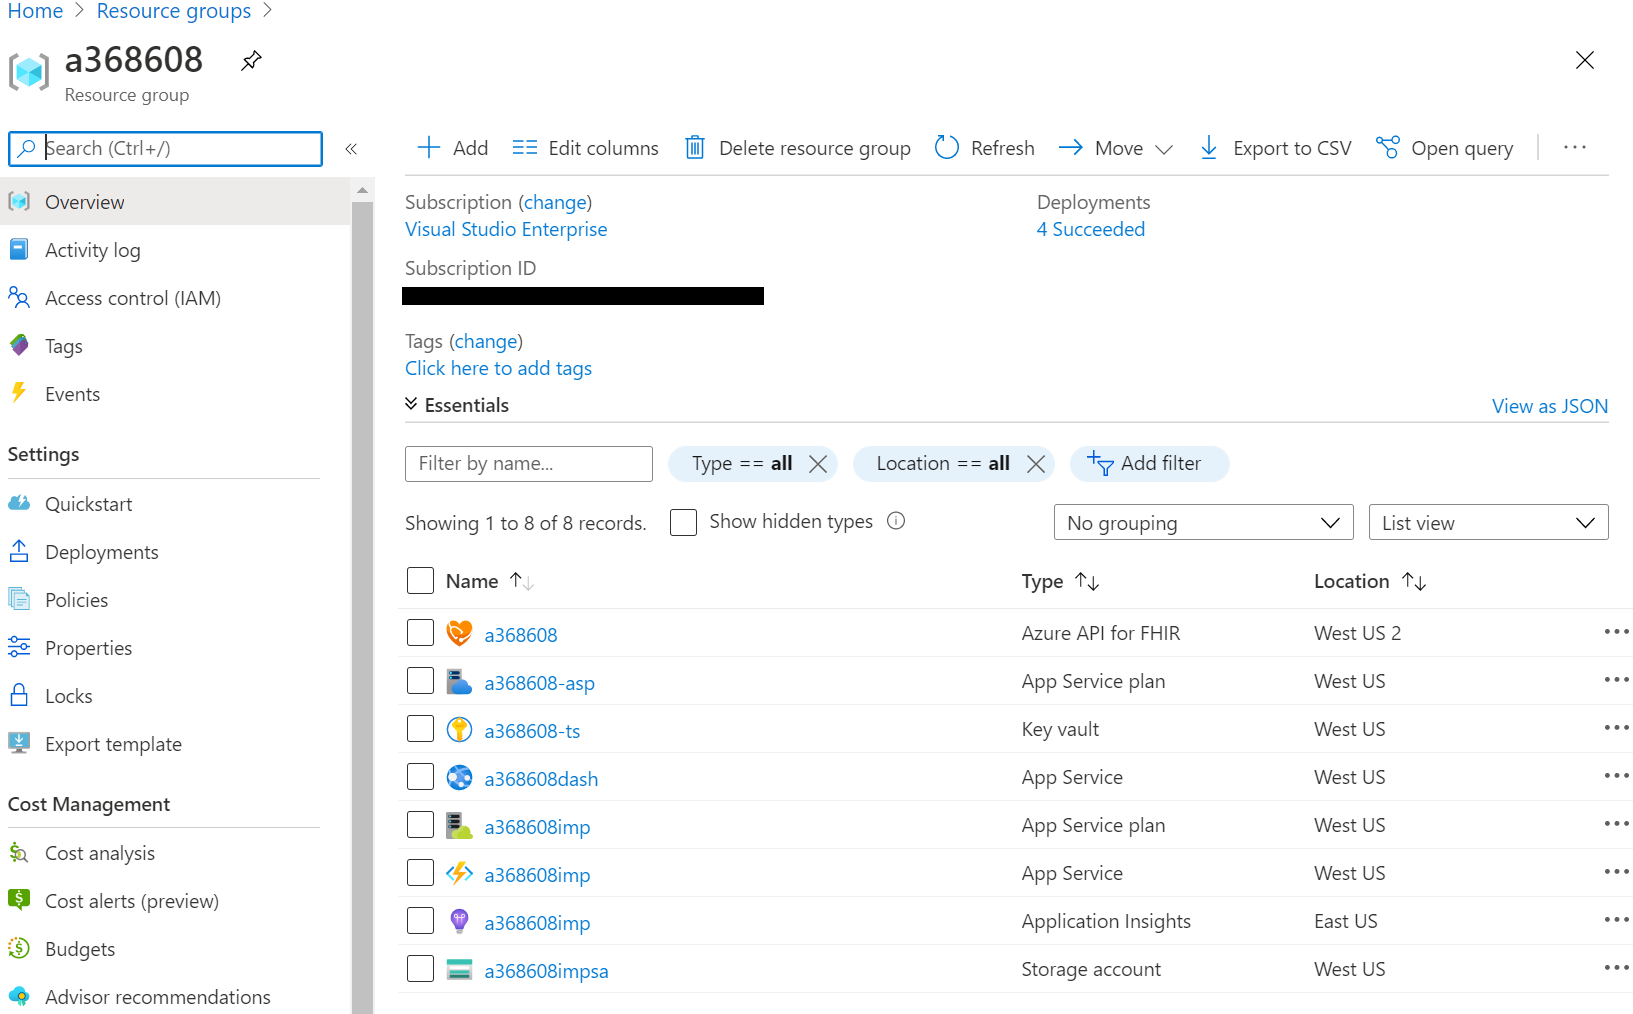 Home > Resource groups >
a368608
Resource group
Search (Ctrl+/)
«
Overview
Activity log
Access control (IAM)
Tags
Events
Settings
Quickstart
Deployments
Policies
Properties
Locks
Export template
Cost Management
Cost analysis
Cost alerts (preview)
Budgets
Advisor recommendations
Add Edit columns Delete resource group Refresh Move Export to CSV Open query ...
Subscription (change)
Visual Studio Enterprise
Subscription ID
Deployments
4 Succeeded
Tags (change)
Click here to add tags
Essentials View as JSON
Filter by name... Type == all Location == all Add filter
Showing 1 to 8 of 8 records. Show hidden types No grouping List view
Name Type Location
a368608 Azure API for FHIR West US 2
a368608-asp App Service plan West US
a368608-ts Key vault West US
a368608dash App Service West US
a368608imp App Service plan West US
a368608imp App Service West US
a368608imp Application Insights East US
a368608impsa Storage account West US